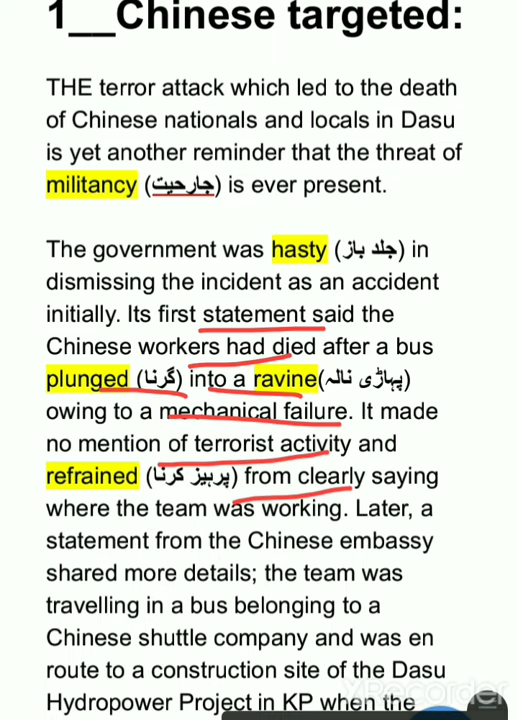 1__Chinese targeted:
THE terror attack which led to the death
of Chinese nationals and locals in Dasu
is yet another reminder that the threat of
militancy (جارحیت) is ever present.
The government was hasty (جلد باز) in
dismissing the incident as an accident
initially. Its first statement said the
Chinese workers had died after a bus
plunged (گرنا) into a ravine(پہاڑی نالہ)
owing to a mechanical failure. It made
no mention of terrorist activity and
refrained (پرہیز کرنا) from clearly saying
where the team was working. Later, a
statement from the Chinese embassy
shared more details; the team was
travelling in a bus belonging to a
Chinese shuttle company and was en
route to a construction site of the Dasu
Hydropower Project in KP when the
XRecorder